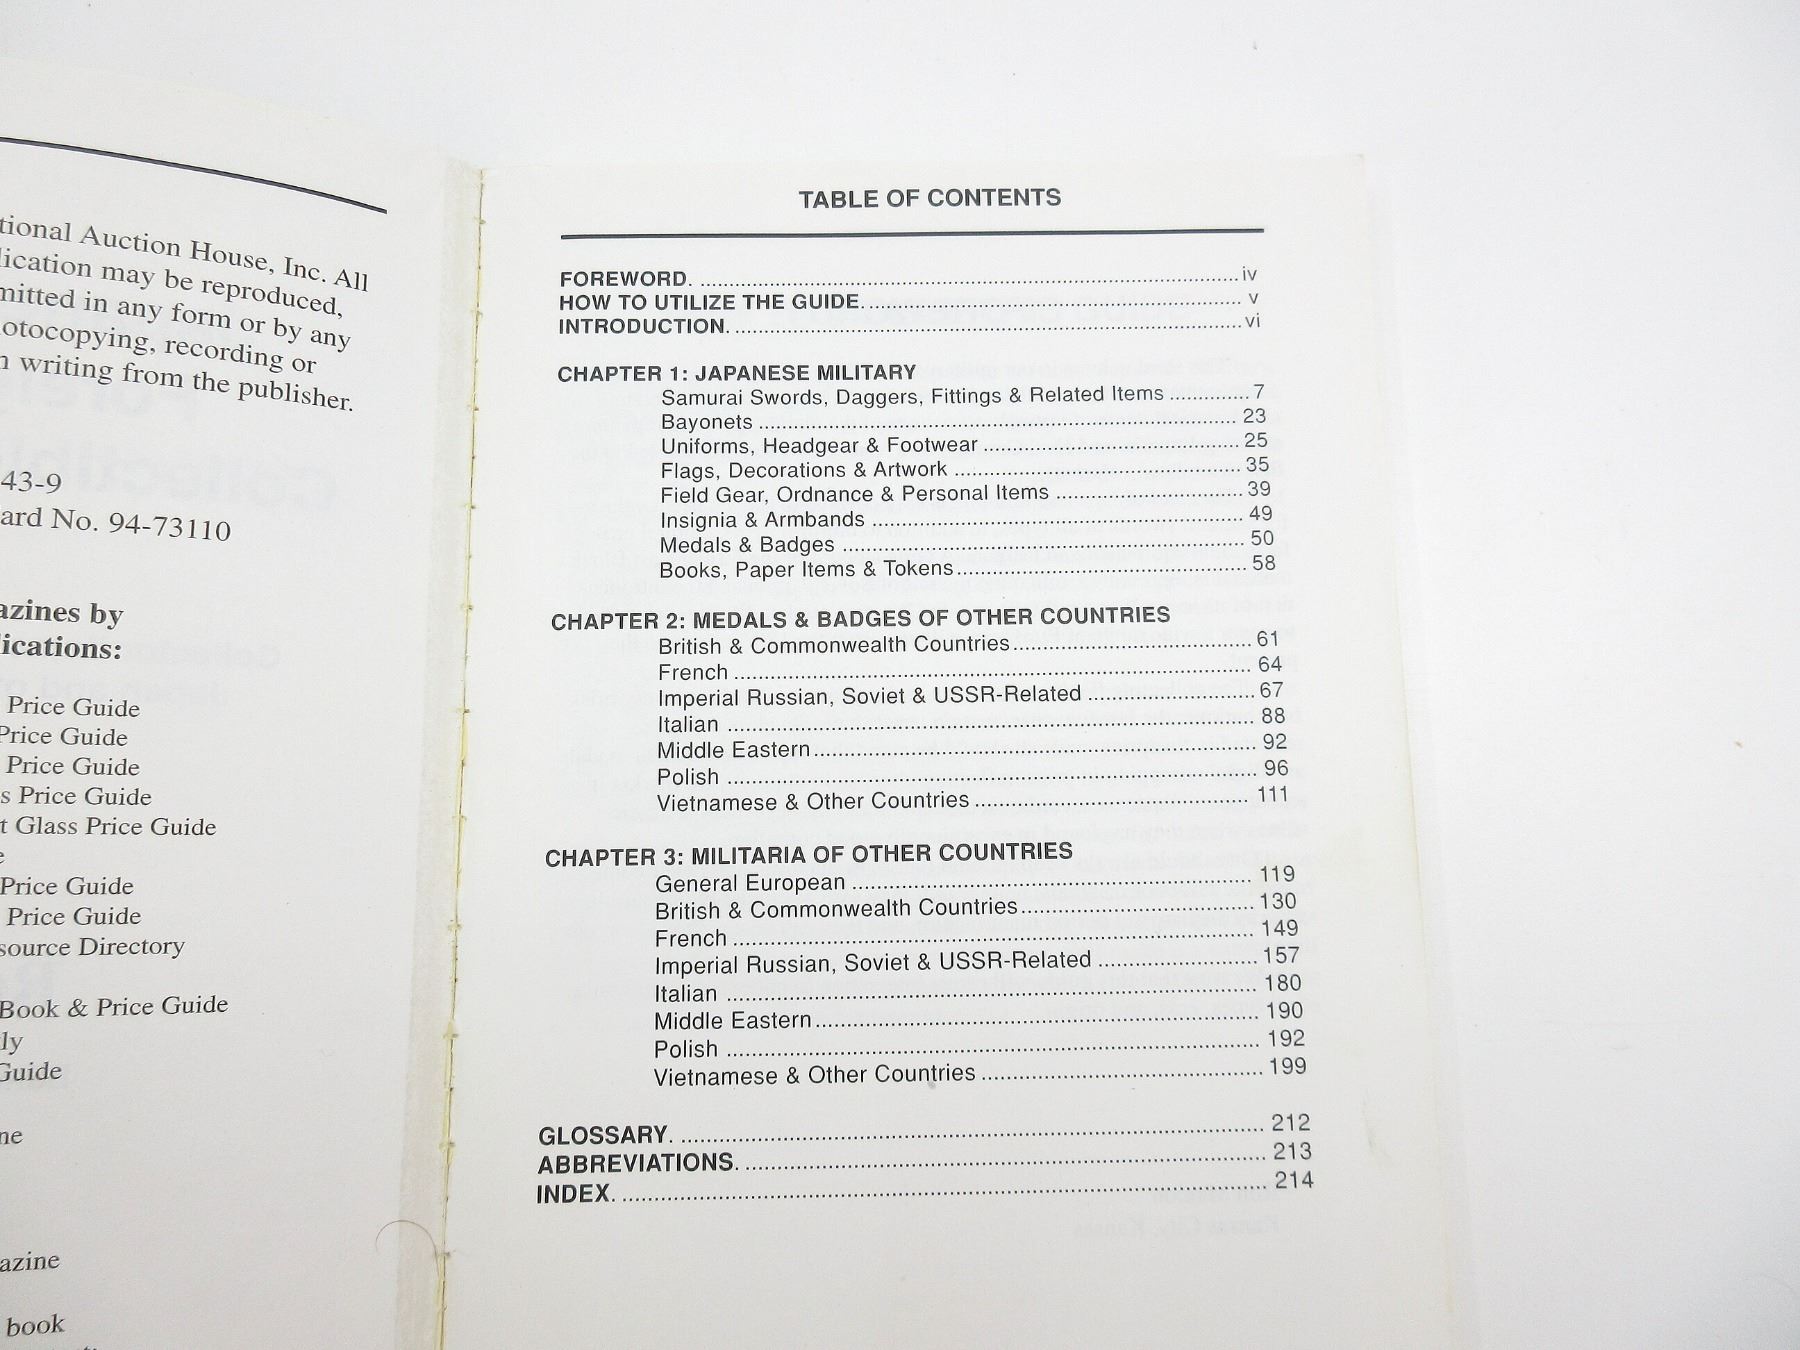 tional Auction House, Inc. All
lication may be reproduced,
mitted in any form or by any
otocopying, recording or
writing from the publisher.
43-9
ard No. 94-73110
azines by
lications:
Price Guide
Price Guide
Price Guide
s Price Guide
t Glass Price Guide
e
Price Guide
Price Guide
source Directory
Book & Price Guide
ly
Guide
ne
azine
book
TABLE OF CONTENTS
FOREWORD. .......... iv
HOW TO UTILIZE THE GUIDE. .......... v
INTRODUCTION. .......... vi
CHAPTER 1: JAPANESE MILITARY
Samurai Swords, Daggers, Fittings & Related Items .......... 7
Bayonets .......... 23
Uniforms, Headgear & Footwear .......... 25
Flags, Decorations & Artwork .......... 35
Field Gear, Ordnance & Personal Items .......... 39
Insignia & Armbands .......... 49
Medals & Badges .......... 50
Books, Paper Items & Tokens .......... 58
CHAPTER 2: MEDALS & BADGES OF OTHER COUNTRIES
British & Commonwealth Countries .......... 61
French .......... 64
Imperial Russian, Soviet & USSR-Related .......... 67
Italian .......... 88
Middle Eastern .......... 92
Polish .......... 96
Vietnamese & Other Countries .......... 111
CHAPTER 3: MILITARIA OF OTHER COUNTRIES
General European .......... 119
British & Commonwealth Countries .......... 130
French .......... 149
Imperial Russian, Soviet & USSR-Related .......... 157
Italian .......... 180
Middle Eastern .......... 190
Polish .......... 192
Vietnamese & Other Countries .......... 199
GLOSSARY. .......... 212
ABBREVIATIONS. .......... 213
INDEX. .......... 214